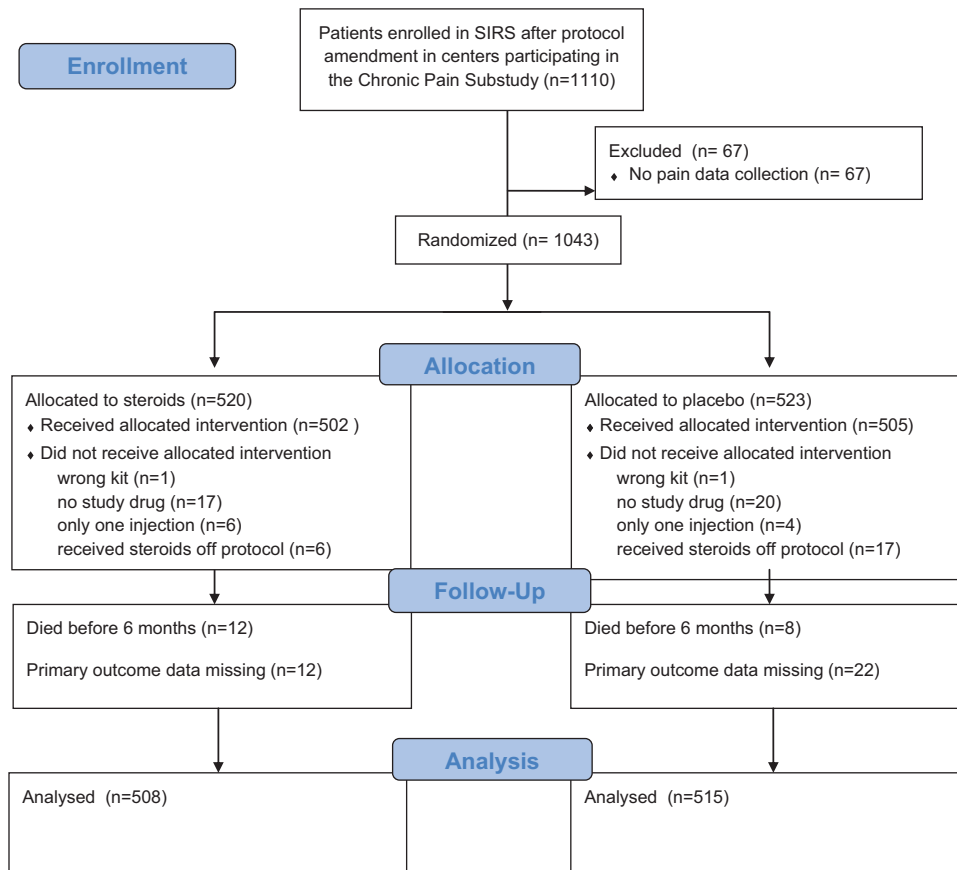 Enrollment
Patients enrolled in SIRS after protocol
amendment in centers participating in
the Chronic Pain Substudy (n=1110)
Excluded (n= 67)
♦ No pain data collection (n= 67)
Randomized (n= 1043)
Allocation
Allocated to steroids (n=520)
♦ Received allocated intervention (n=502 )
♦ Did not receive allocated intervention
wrong kit (n=1)
no study drug (n=17)
only one injection (n=6)
received steroids off protocol (n=6)
Allocated to placebo (n=523)
♦ Received allocated intervention (n=505)
♦ Did not receive allocated intervention
wrong kit (n=1)
no study drug (n=20)
only one injection (n=4)
received steroids off protocol (n=17)
Follow-Up
Died before 6 months (n=12)
Primary outcome data missing (n=12)
Died before 6 months (n=8)
Primary outcome data missing (n=22)
Analysis
Analysed (n=508)
Analysed (n=515)